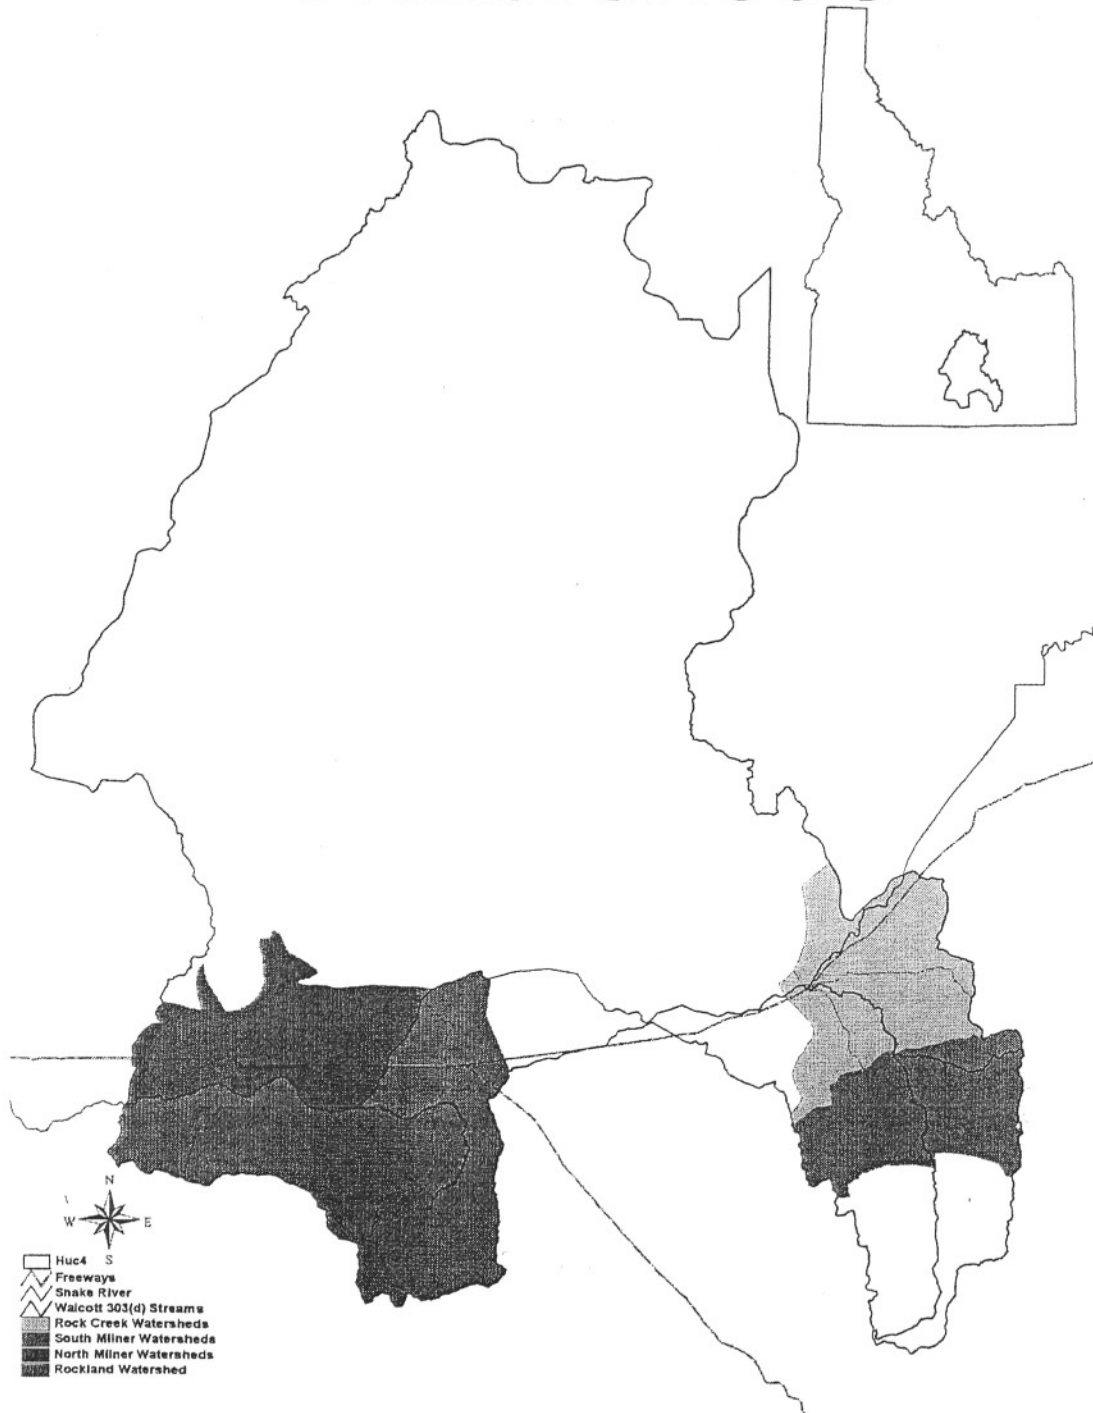 N
W E
S
Huc4
Freeways
Snake River
Walcott 303(d) Streams
Rock Creek Watersheds
South Milner Watersheds
North Milner Watersheds
Rockland Watershed